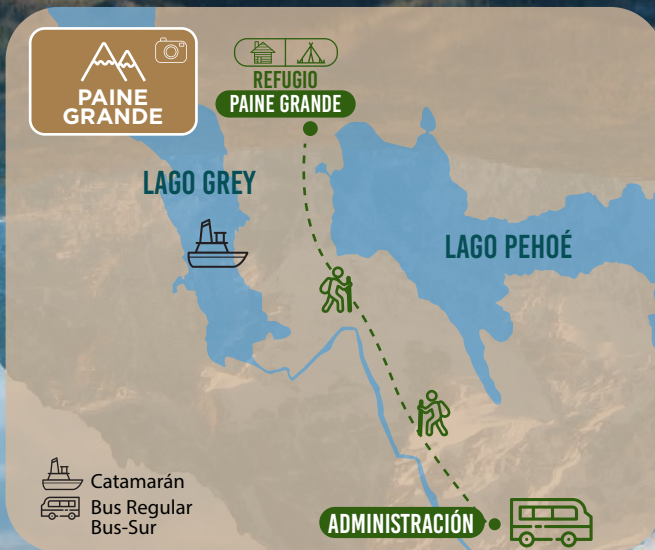 PAINE
GRANDE
REFUGIO
PAINE GRANDE
LAGO GREY
LAGO PEHOÉ
Catamarán
Bus Regular
Bus-Sur
ADMINISTRACIÓN